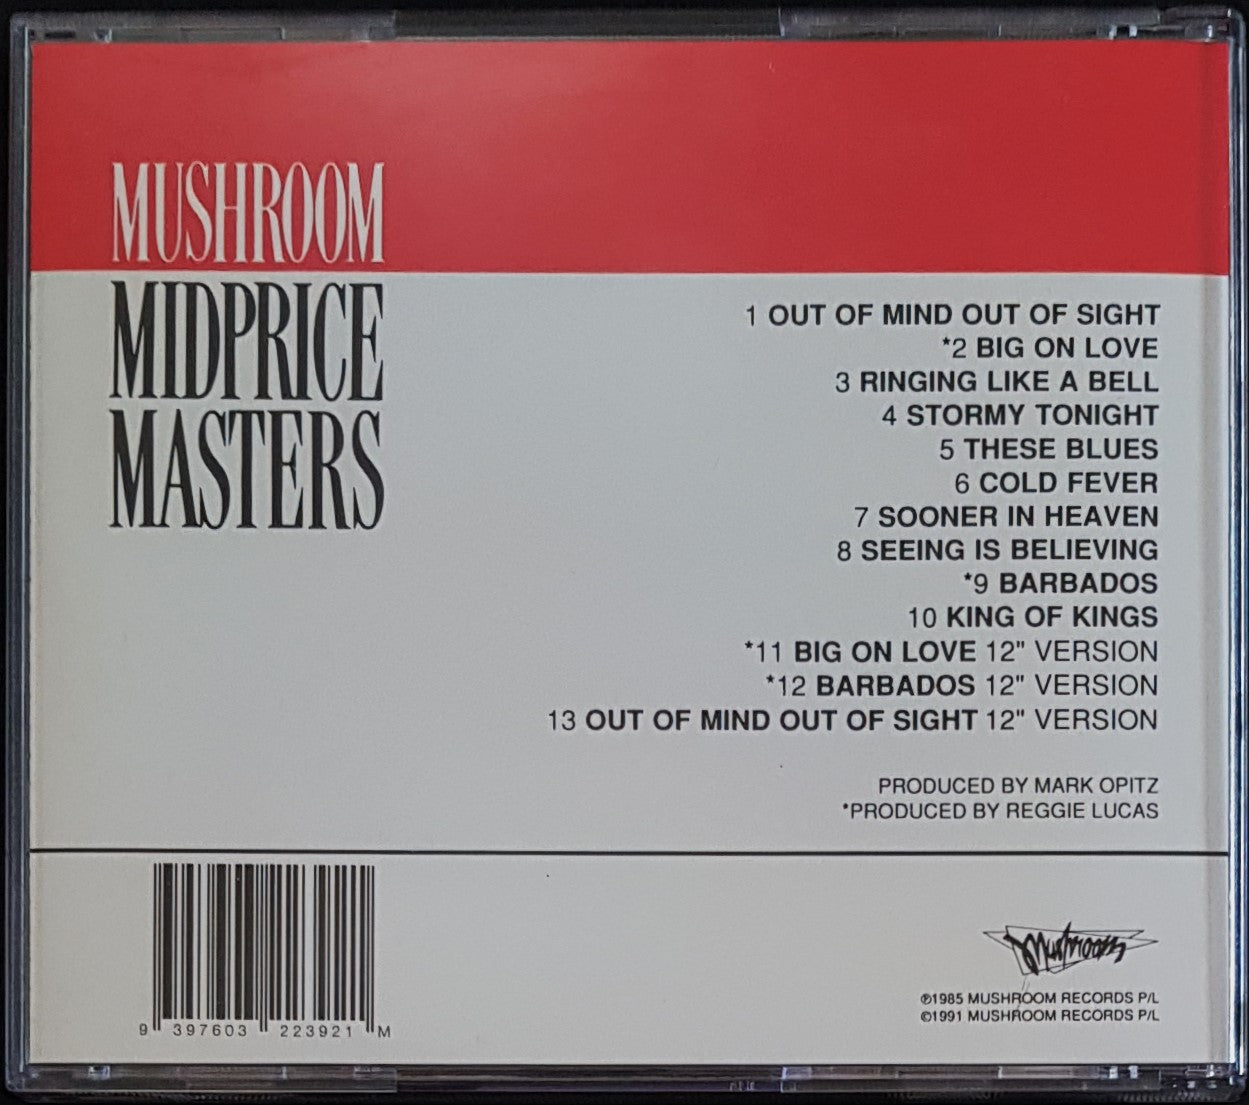 MUSHROOM
MIDPRICE
MASTERS
1 OUT OF MIND OUT OF SIGHT
*2 BIG ON LOVE
3 RINGING LIKE A BELL
4 STORMY TONIGHT
5 THESE BLUES
6 COLD FEVER
7 SOONER IN HEAVEN
8 SEEING IS BELIEVING
*9 BARBADOS
10 KING OF KINGS
*11 BIG ON LOVE 12" VERSION
*12 BARBADOS 12" VERSION
13 OUT OF MIND OUT OF SIGHT 12" VERSION
PRODUCED BY MARK OPITZ
*PRODUCED BY REGGIE LUCAS
9 397603 223921 M
Mushroom
℗1985 MUSHROOM RECORDS P/L
©1991 MUSHROOM RECORDS P/L